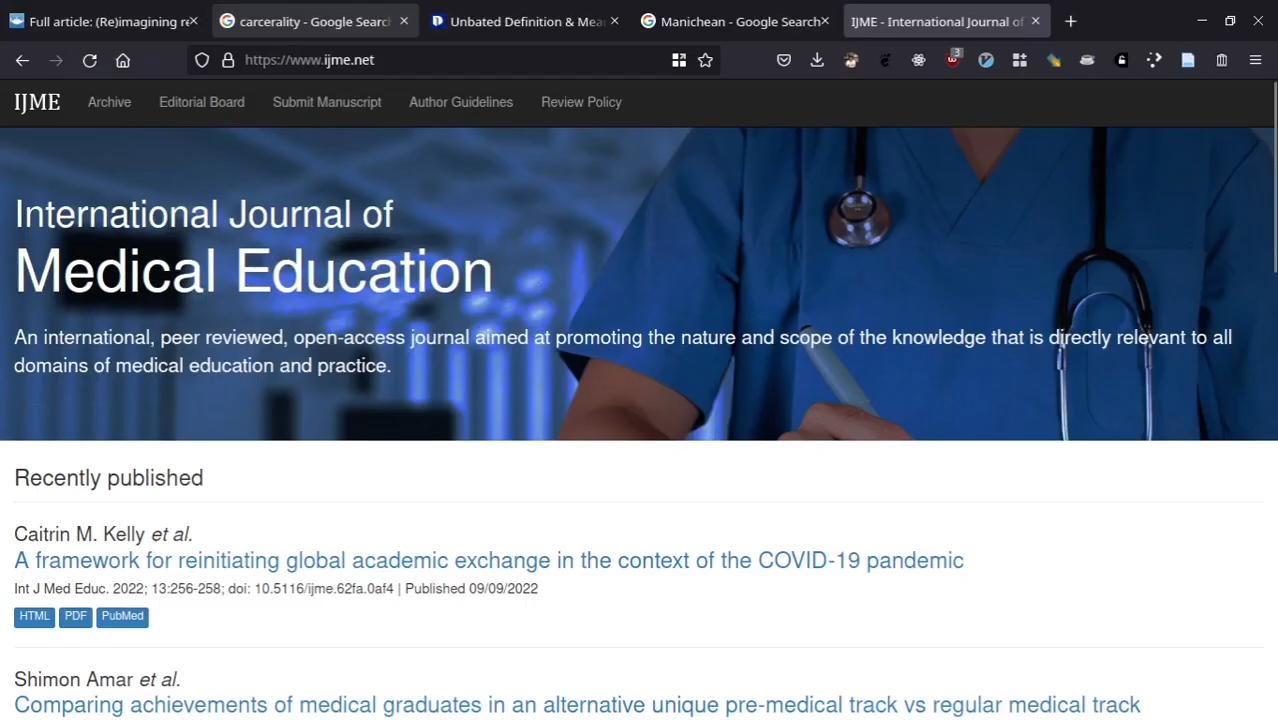 Full article: (Re)imagining re
carcerality - Google Search
Unbated Definition & Mea
Manichean - Google Search
IJME - International Journal of
https://www.ijme.net
3
IJME
Archive
Editorial Board
Submit Manuscript
Author Guidelines
Review Policy
International Journal of
Medical Education
An international, peer reviewed, open-access journal aimed at promoting the nature and scope of the knowledge that is directly relevant to all
domains of medical education and practice.
Recently published
Caitrin M. Kelly et al.
A framework for reinitiating global academic exchange in the context of the COVID-19 pandemic
Int J Med Educ. 2022; 13:256-258; doi: 10.5116/ijme.62fa.0af4 | Published 09/09/2022
HTML PDF PubMed
Shimon Amar et al.
Comparing achievements of medical graduates in an alternative unique pre-medical track vs regular medical track